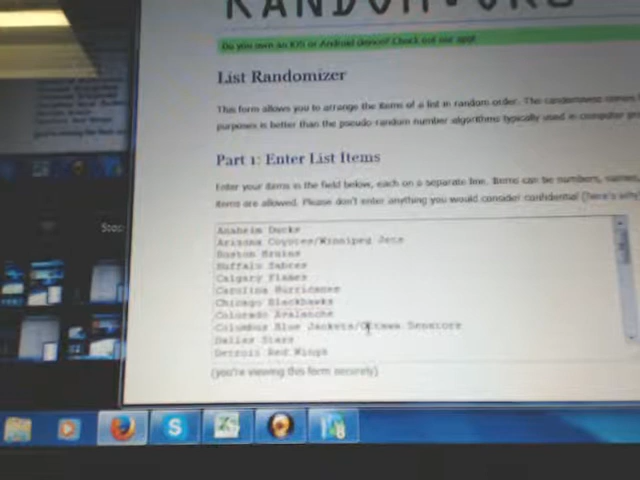 RANDOM.ORG
Do you own an iOS or Android device? Check out our app!
List Randomizer
This form allows you to arrange the items of a list in random order. The randomness comes
purposes is better than the pseudo-random number algorithms typically used in computer
Part 1: Enter List Items
Enter your items in the field below, each on a separate line. Items can be numbers, names,
items are allowed. Please don't enter anything you would consider confidential (here's why
Anaheim Ducks
Arizona Coyotes/Winnipeg Jets
Boston Bruins
Buffalo Sabres
Calgary Flames
Carolina Hurricanes
Chicago Blackhawks
Colorado Avalanche
Columbus Blue Jackets/Ottawa Senators
Dallas Stars
Detroit Red Wings
(you're viewing this form securely)